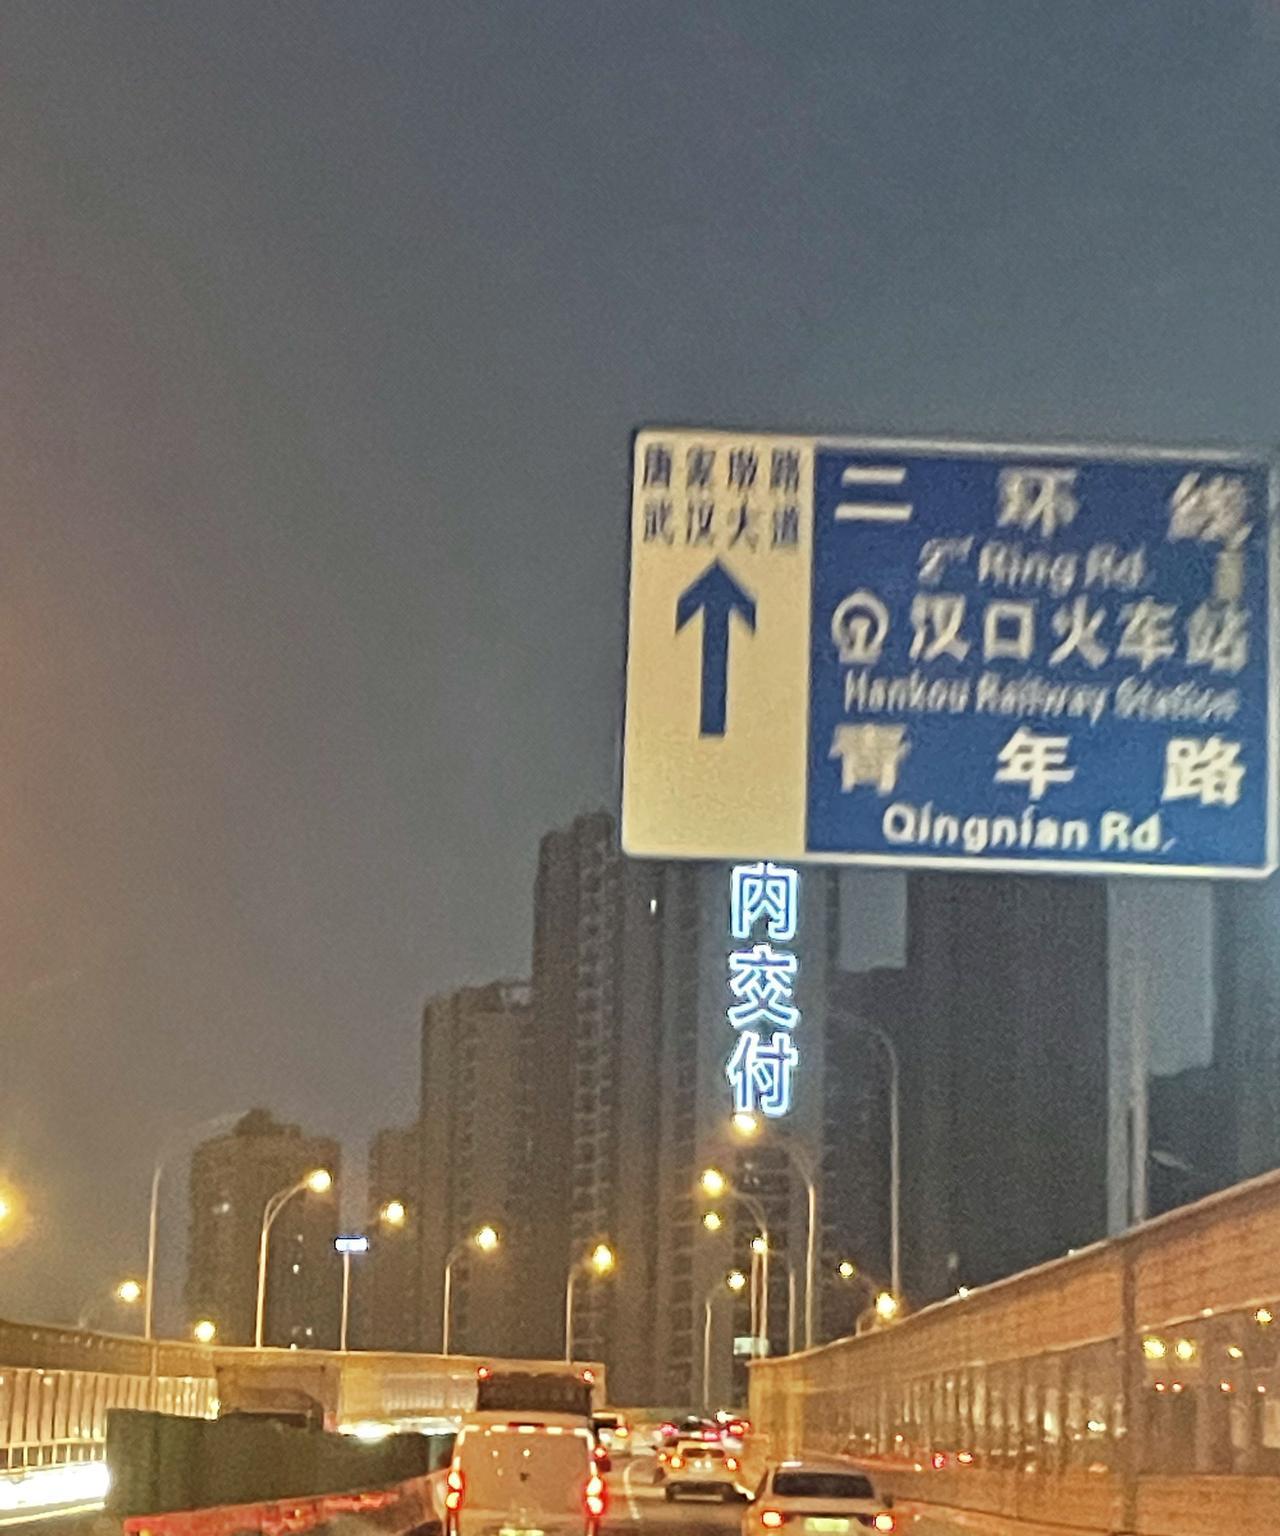 唐家墩路
武汉大道
二环线
2nd Ring Rd.
汉口火车站
Hankou Railway Station
青年路
Qingnian Rd.
内交付